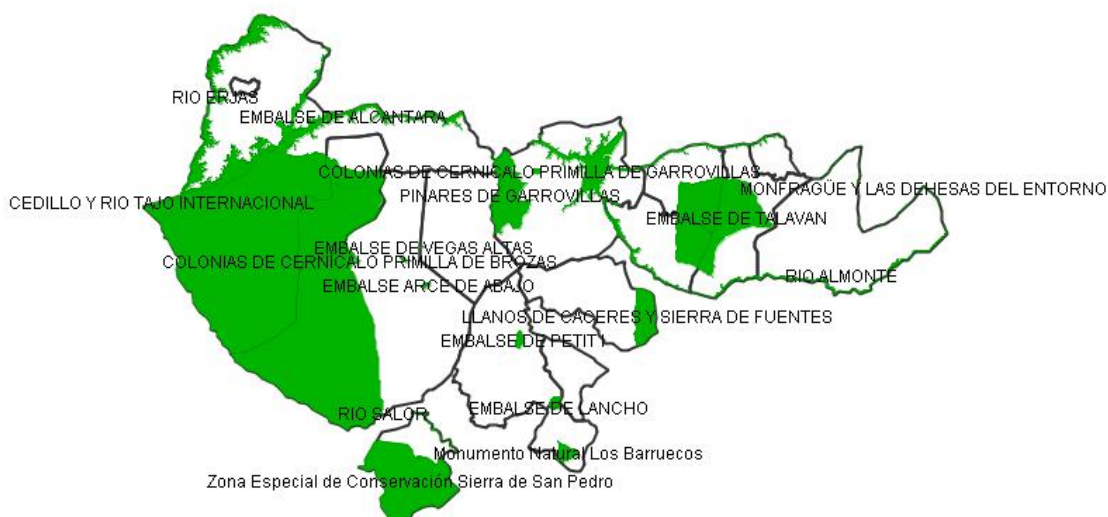 RIO ERJAS
EMBALSE DE ALCANTARA
COLONIAS DE CERNICALO PRIMILLA DE GARROVILLAS
MONFRAGÜE Y LAS DEHESAS DEL ENTORNO
PINARES DE GARROVILLAS
CEDILLO Y RIO TAJO INTERNACIONAL
EMBALSE DE TALAVAN
EMBALSE DE VEGAS ALTAS
COLONIAS DE CERNICALO PRIMILLA DE BROZAS
RIO ALMONTE
EMBALSE ARCE DE ABAJO
LLANOS DE CACERES Y SIERRA DE FUENTES
EMBALSE DE PETIT I
RIO SALOR
EMBALSE DE LANCHO
Monumento Natural Los Barruecos
Zona Especial de Conservación Sierra de San Pedro